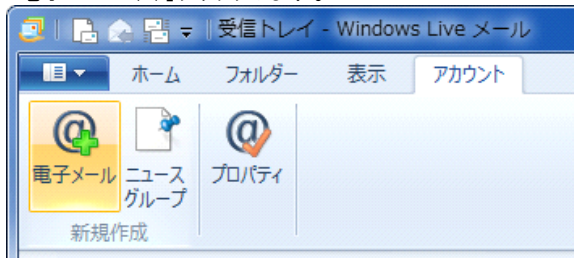 受信トレイ - Windows Live メール
ホーム フォルダー 表示 アカウント
電子メール ニュース グループ プロパティ
新規作成